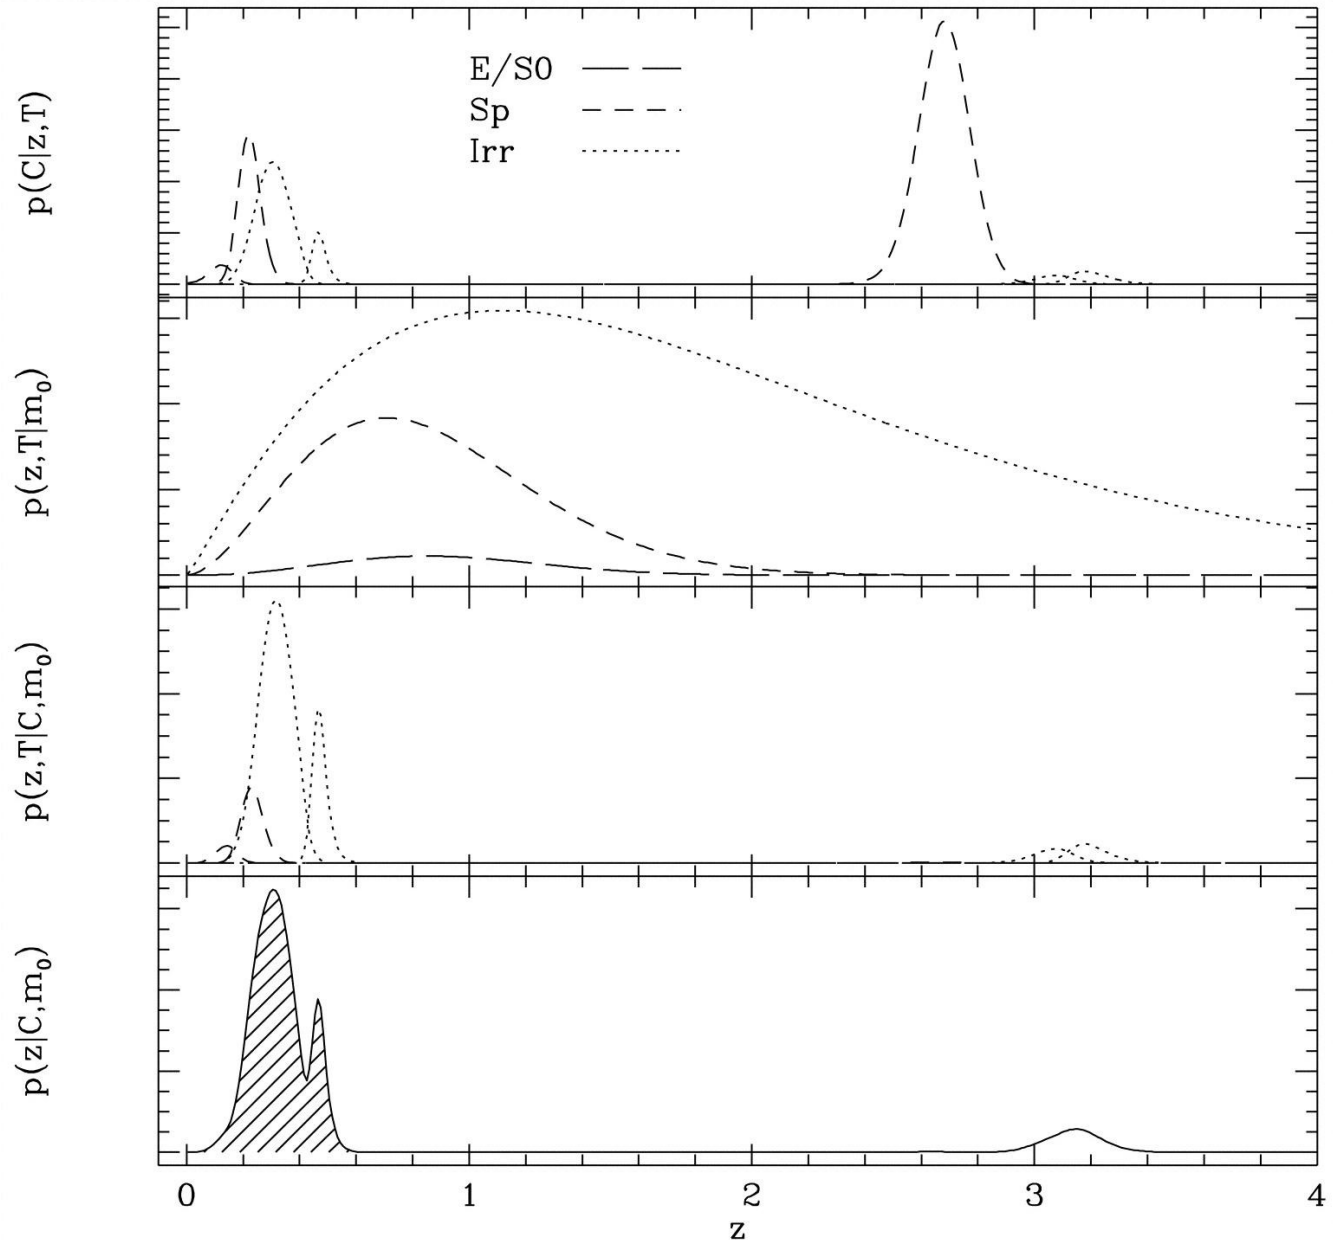 p(C|z,T)
E/S0
Sp
Irr
p(z,T|m₀)
p(z,T|C,m₀)
p(z|C,m₀)
0 1 2 3 4
z